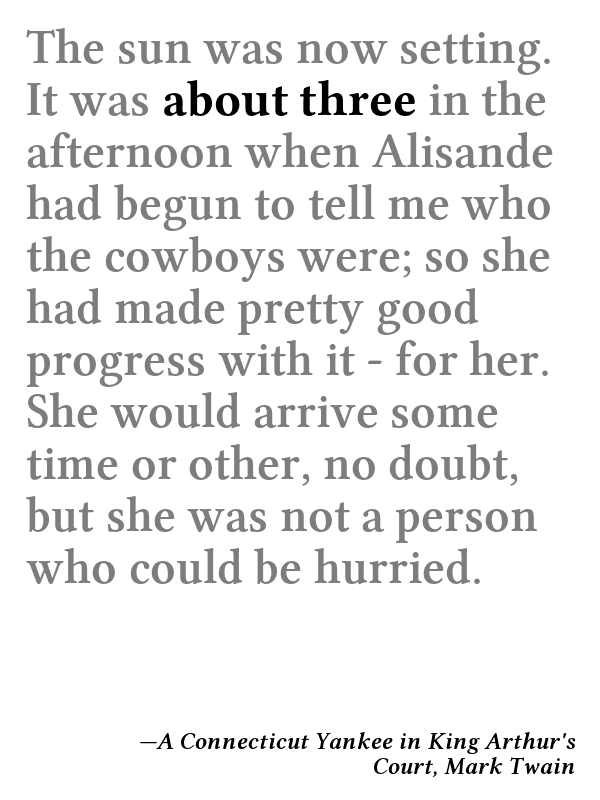 The sun was now setting.
It was about three in the
afternoon when Alisande
had begun to tell me who
the cowboys were; so she
had made pretty good
progress with it - for her.
She would arrive some
time or other, no doubt,
but she was not a person
who could be hurried.
—A Connecticut Yankee in King Arthur's
Court, Mark Twain